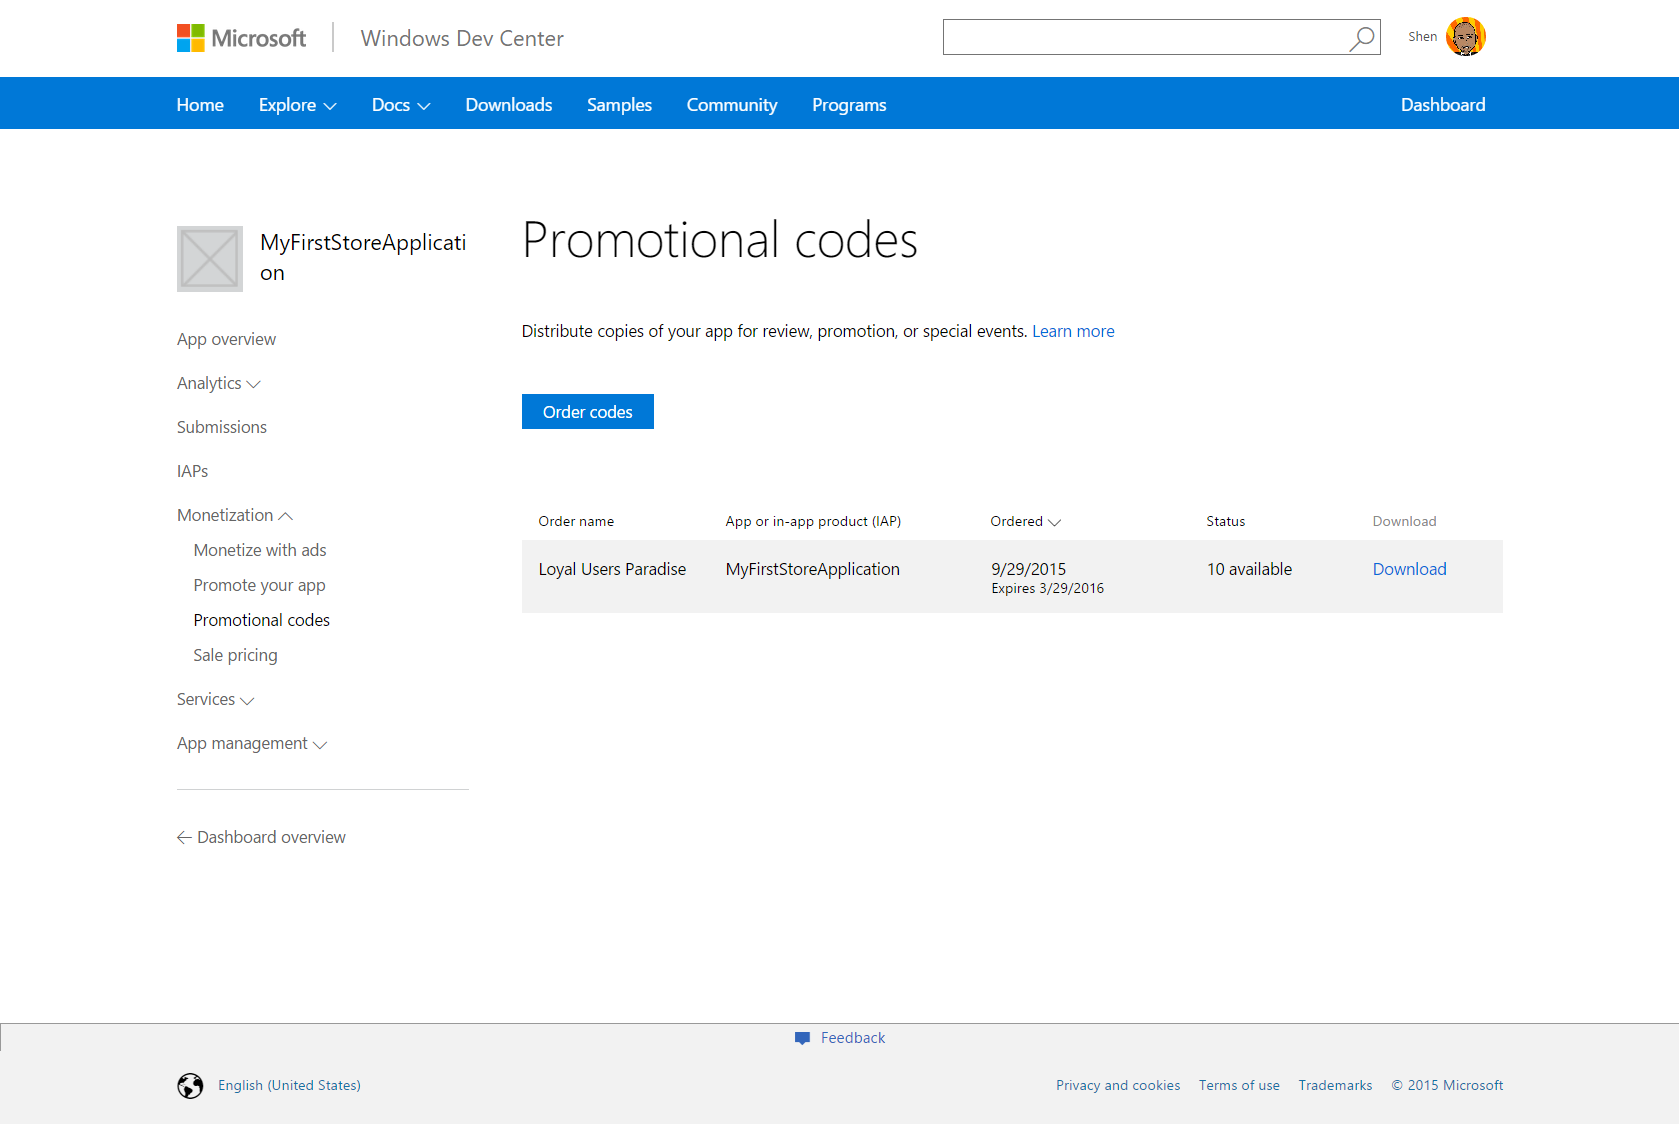 Microsoft
Windows Dev Center
Shen
Home
Explore
Docs
Downloads
Samples
Community
Programs
Dashboard
MyFirstStoreApplicati
on
App overview
Analytics
Submissions
IAPs
Monetization
Monetize with ads
Promote your app
Promotional codes
Sale pricing
Services
App management
Dashboard overview
Promotional codes
Distribute copies of your app for review, promotion, or special events. Learn more
Order codes
Order name
App or in-app product (IAP)
Ordered
Status
Download
Loyal Users Paradise
MyFirstStoreApplication
9/29/2015
Expires 3/29/2016
10 available
Download
Feedback
English (United States)
Privacy and cookies
Terms of use
Trademarks
© 2015 Microsoft